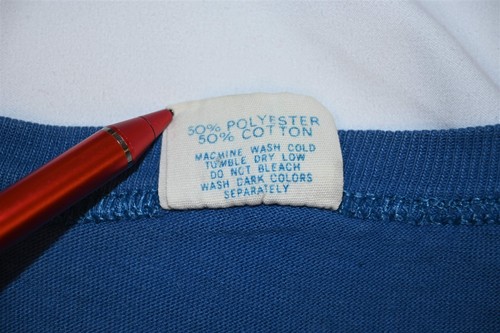 50% POLYESTER
50% COTTON
MACHINE WASH COLD
TUMBLE DRY LOW
DO NOT BLEACH
WASH DARK COLORS
SEPARATELY